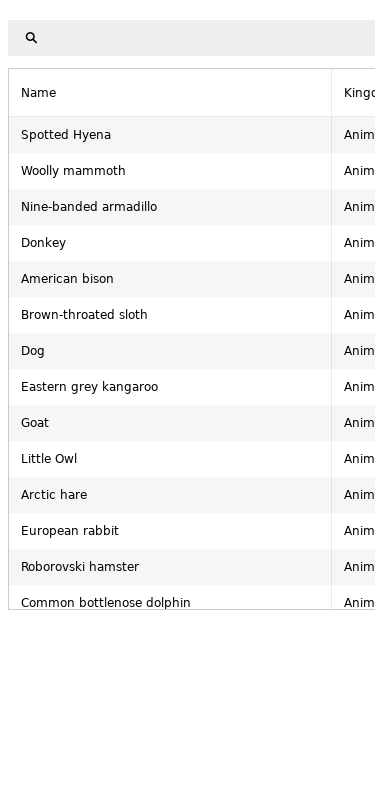 Name Kingd
Spotted Hyena Anim
Woolly mammoth Anim
Nine-banded armadillo Anim
Donkey Anim
American bison Anim
Brown-throated sloth Anim
Dog Anim
Eastern grey kangaroo Anim
Goat Anim
Little Owl Anim
Arctic hare Anim
European rabbit Anim
Roborovski hamster Anim
Common bottlenose dolphin Anim